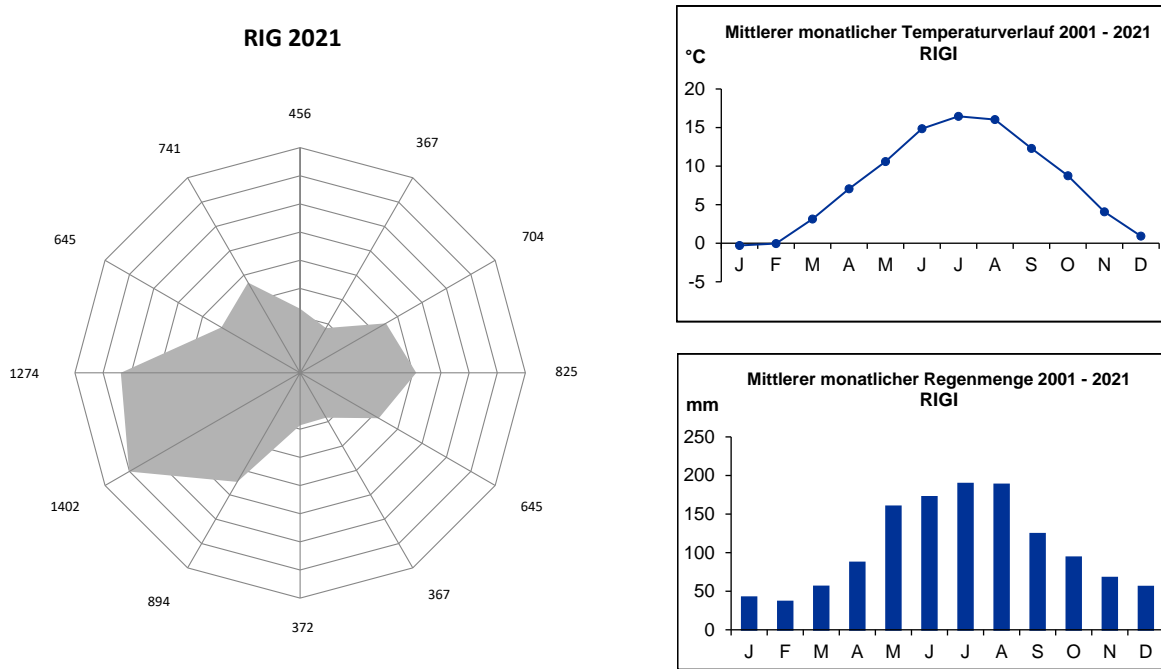 RIG 2021
456
367
704
825
645
367
372
894
1402
1274
645
741
Mittlerer monatlicher Temperaturverlauf 2001 - 2021
RIGI
°C
20
15
10
5
0
-5
J F M A M J J A S O N D
Mittlerer monatlicher Regenmenge 2001 - 2021
RIGI
mm
250
200
150
100
50
0
J F M A M J J A S O N D